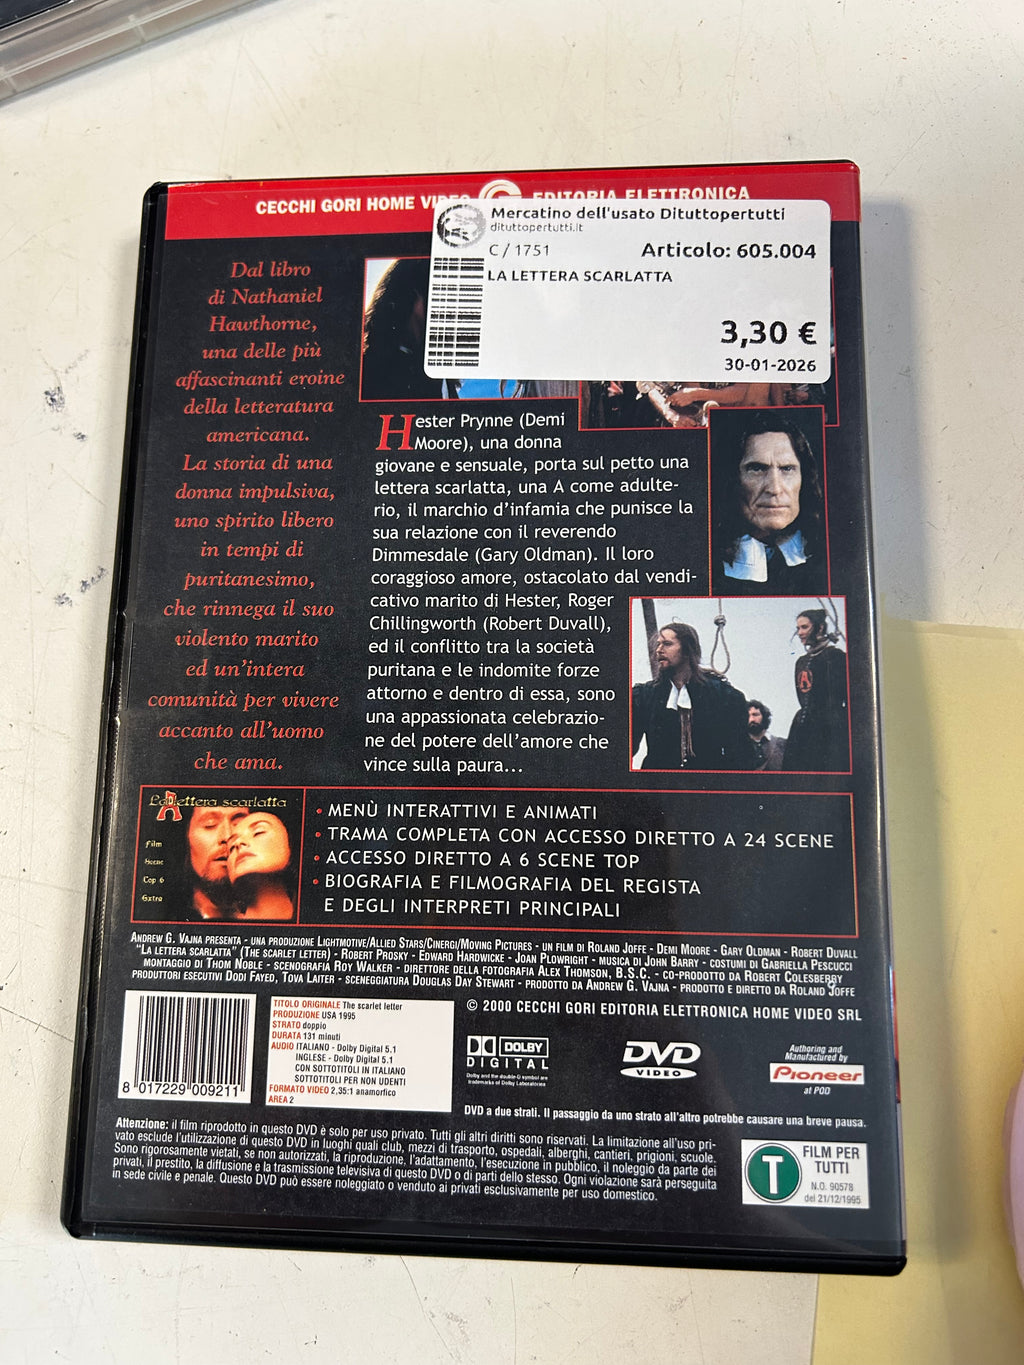 CECCHI GORI HOME VIDEO EDITORIA ELETTRONICA
Mercatino dell'usato Dituttopertutti
dituttopertutti.it
C / 1751 Articolo: 605.004
LA LETTERA SCARLATTA
3,30 €
30-01-2026
Dal libro
di Nathaniel
Hawthorne,
una delle più
affascinanti eroine
della letteratura
americana.
La storia di una
donna impulsiva,
uno spirito libero
in tempi di
puritanesimo,
che rinnega il suo
violento marito
ed un'intera
comunità per vivere
accanto all'uomo
che ama.
Hester Prynne (Demi
Moore), una donna
giovane e sensuale, porta sul petto una
lettera scarlatta, una A come adulte-
rio, il marchio d'infamia che punisce la
sua relazione con il reverendo
Dimmesdale (Gary Oldman). Il loro
coraggioso amore, ostacolato dal vendi-
cativo marito di Hester, Roger
Chillingworth (Robert Duvall),
ed il conflitto tra la società
puritana e le indomite forze
attorno e dentro di essa, sono
una appassionata celebrazio-
ne del potere dell'amore che
vince sulla paura...
La lettera scarlatta
Film
Scene
Top 6
Extra
• MENÙ INTERATTIVI E ANIMATI
• TRAMA COMPLETA CON ACCESSO DIRETTO A 24 SCENE
• ACCESSO DIRETTO A 6 SCENE TOP
• BIOGRAFIA E FILMOGRAFIA DEL REGISTA
E DEGLI INTERPRETI PRINCIPALI
ANDREW G. VAJNA PRESENTA - UNA PRODUZIONE LIGHTMOTIVE/ALLIED STARS/CINERGI/MOVING PICTURES - UN FILM DI ROLAND JOFFE - DEMI MOORE - GARY OLDMAN - ROBERT DUVALL
"LA LETTERA SCARLATTA" (THE SCARLET LETTER) - ROBERT PROSKY - EDWARD HARDWICKE - JOAN PLOWRIGHT - MUSICA DI JOHN BARRY - COSTUMI DI GABRIELLA PESCUCCI
MONTAGGIO DI THOM NOBLE - SCENOGRAFIA ROY WALKER - DIRETTORE DELLA FOTOGRAFIA ALEX THOMSON, B.S.C. - CO-PRODOTTO DA ROBERT COLESBERRY
PRODUTTORI ESECUTIVI DODI FAYED, TOVA LAITER - SCENEGGIATURA DOUGLAS DAY STEWART - PRODOTTO DA ANDREW G. VAJNA - PRODOTTO E DIRETTO DA ROLAND JOFFE
© 2000 CECCHI GORI EDITORIA ELETTRONICA HOME VIDEO SRL
8 017229 009211
TITOLO ORIGINALE The scarlet letter
PRODUZIONE USA 1995
STRATO doppio
DURATA 131 minuti
AUDIO ITALIANO - Dolby Digital 5.1
INGLESE - Dolby Digital 5.1
CON SOTTOTITOLI IN ITALIANO
SOTTOTITOLI PER NON UDENTI
FORMATO VIDEO 2,35:1 anamorfico
AREA 2
DOLBY
DIGITAL
Dolby and the double-D symbol are
trademarks of Dolby Laboratories
DVD
VIDEO
Authoring and
Manufactured by
Pioneer
at POD
DVD a due strati. Il passaggio da uno strato all'altro potrebbe causare una breve pausa.
Attenzione: il film riprodotto in questo DVD è solo per uso privato. Tutti gli altri diritti sono riservati. La limitazione all'uso pri-
vato esclude l'utilizzazione di questo DVD in luoghi quali club, mezzi di trasporto, ospedali, alberghi, cantieri, prigioni, scuole.
Sono rigorosamente vietati, se non autorizzati, la riproduzione, l'adattamento, l'esecuzione in pubblico, il noleggio da parte dei
privati, il prestito, la diffusione e la trasmissione televisiva di questo DVD o di parti dello stesso. Ogni violazione sarà perseguita
in sede civile e penale. Questo DVD può essere noleggiato o venduto ai privati esclusivamente per uso domestico.
T
FILM PER
TUTTI
N.O. 90578
del 21/12/1995